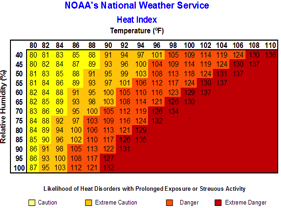 NOAA's National Weather Service
Heat Index
Temperature (°F)
80 82 84 86 88 90 92 94 96 98 100 102 104 106 108 110
Relative Humidity (%)
40 80 81 83 85 88 91 94 97 101 105 109 114 119 124 130 136
45 80 82 84 87 89 93 96 100 104 109 114 119 124 130 137
50 81 83 85 88 91 95 99 103 108 113 118 124 131 137
55 81 84 86 89 93 97 101 106 112 117 124 130 137
60 82 84 88 91 95 100 105 110 116 123 129 137
65 82 85 89 93 98 103 108 114 121 128 136
70 83 86 90 95 100 105 112 119 126 134
75 84 88 92 97 103 109 116 124 132
80 84 89 94 100 106 113 121 129
85 85 90 96 102 110 117 126 135
90 86 91 98 105 113 122 131
95 86 93 100 108 117 127
100 87 95 103 112 121 132
Likelihood of Heat Disorders with Prolonged Exposure or Strenuous Activity
Caution Extreme Caution Danger Extreme Danger